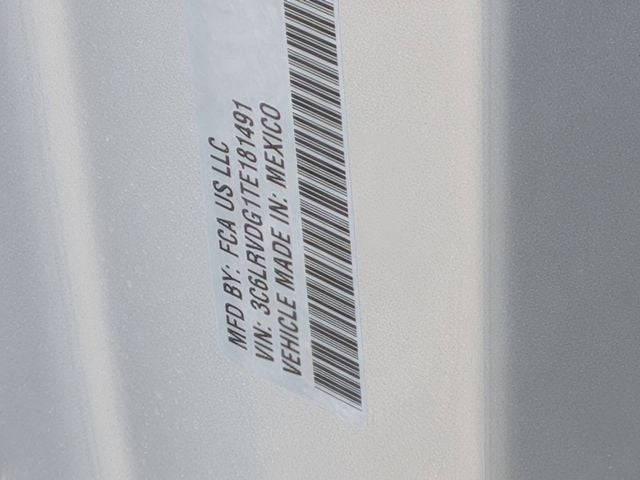 MFD BY: FCA US LLC
VIN: 3C6LRVDG1TE181491
VEHICLE MADE IN: MEXICO